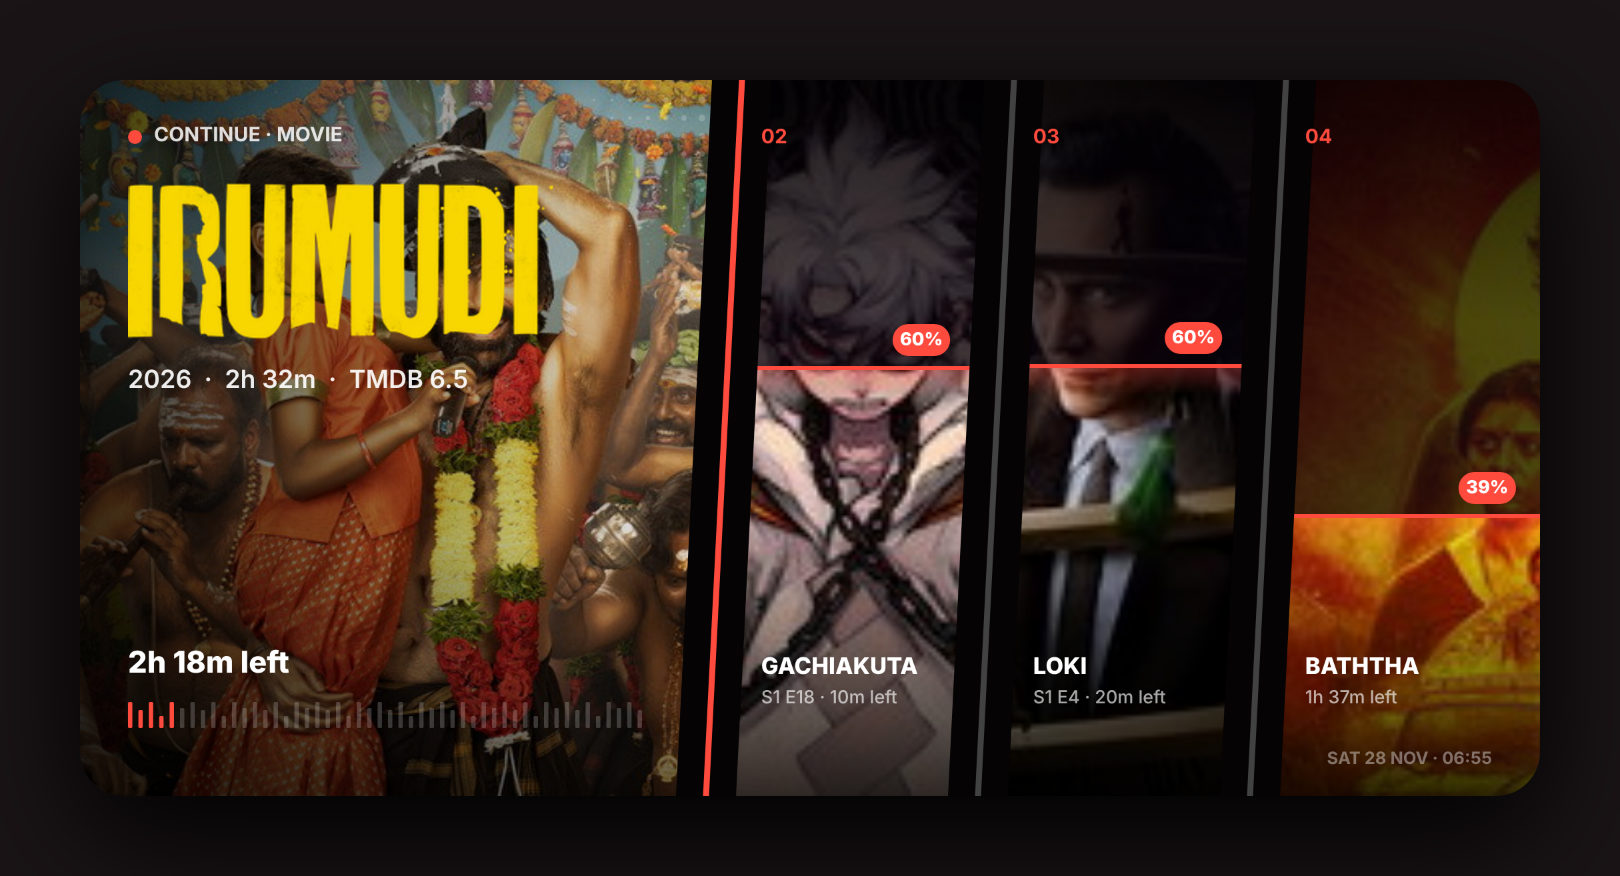 CONTINUE · MOVIE
IRUMUDI
2026 · 2h 32m · TMDB 6.5
2h 18m left
02
60%
GACHIAKUTA
S1 E18 · 10m left
03
60%
LOKI
S1 E4 · 20m left
04
39%
BATHTHA
1h 37m left
SAT 28 NOV · 06:55